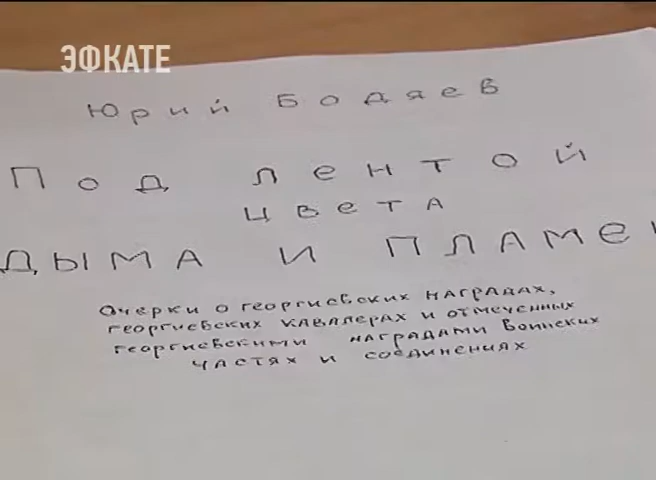 ЭФКАТЕ
Юрий Бодяев
Под лентой
цвета
дыма и пламе
Очерки о георгиевских наградах,
георгиевских кавалерах и отмеченных
георгиевскими наградами воинских
частях и соединениях